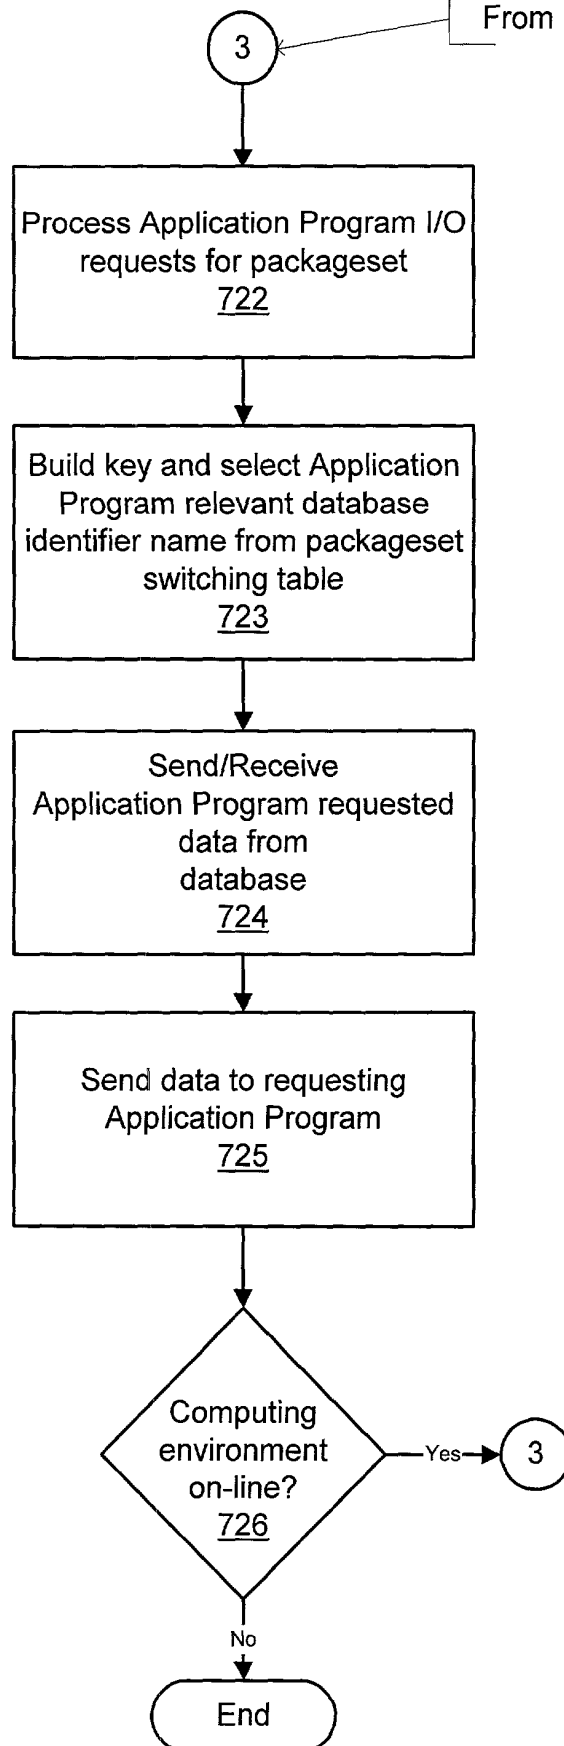 From
3
Process Application Program I/O
requests for packageset
722
Build key and select Application
Program relevant database
identifier name from packageset
switching table
723
Send/Receive
Application Program requested
data from
database
724
Send data to requesting
Application Program
725
Computing
environment
on-line?
726
Yes
3
No
End